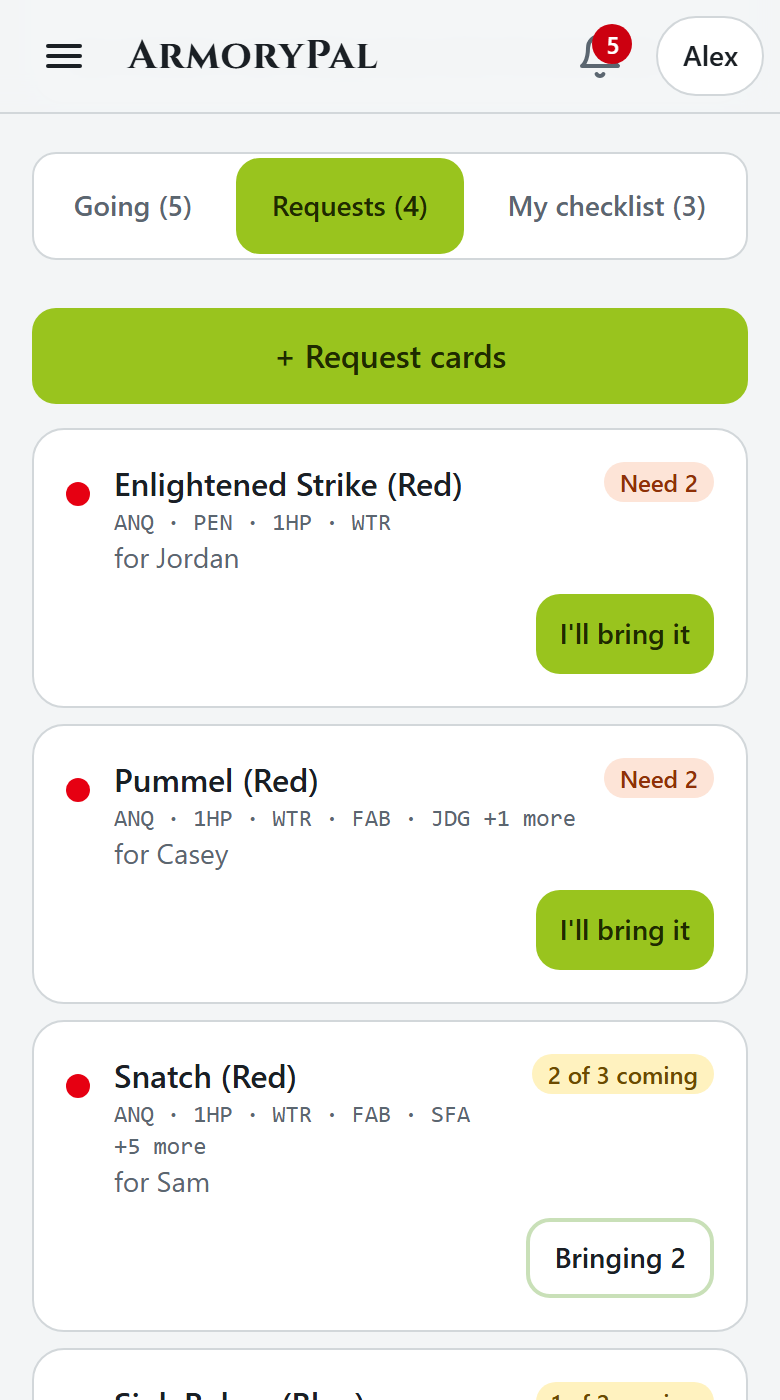 ArmoryPal
5
Alex
Going (5)
Requests (4)
My checklist (3)
+ Request cards
Enlightened Strike (Red)
Need 2
ANQ · PEN · 1HP · WTR
for Jordan
I'll bring it
Pummel (Red)
Need 2
ANQ · 1HP · WTR · FAB · JDG +1 more
for Casey
I'll bring it
Snatch (Red)
2 of 3 coming
ANQ · 1HP · WTR · FAB · SFA
+5 more
for Sam
Bringing 2